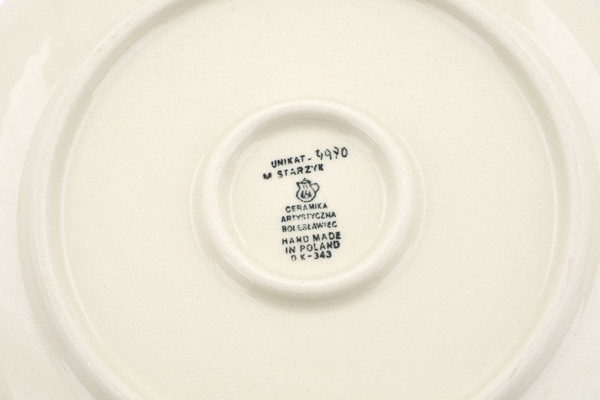 UNIKAT - 4970
M STARZYK
CERAMIKA
ARTYSTYCZNA
BOLESŁAWIEC
HAND MADE
IN POLAND
DK-343